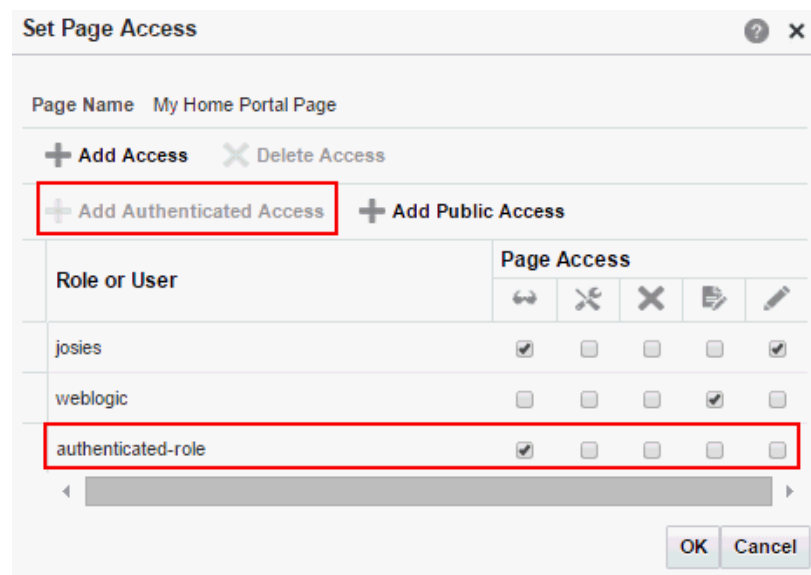 Set Page Access
Page Name My Home Portal Page
Add Access Delete Access
Add Authenticated Access Add Public Access
Role or User Page Access
josies
weblogic
authenticated-role
OK Cancel